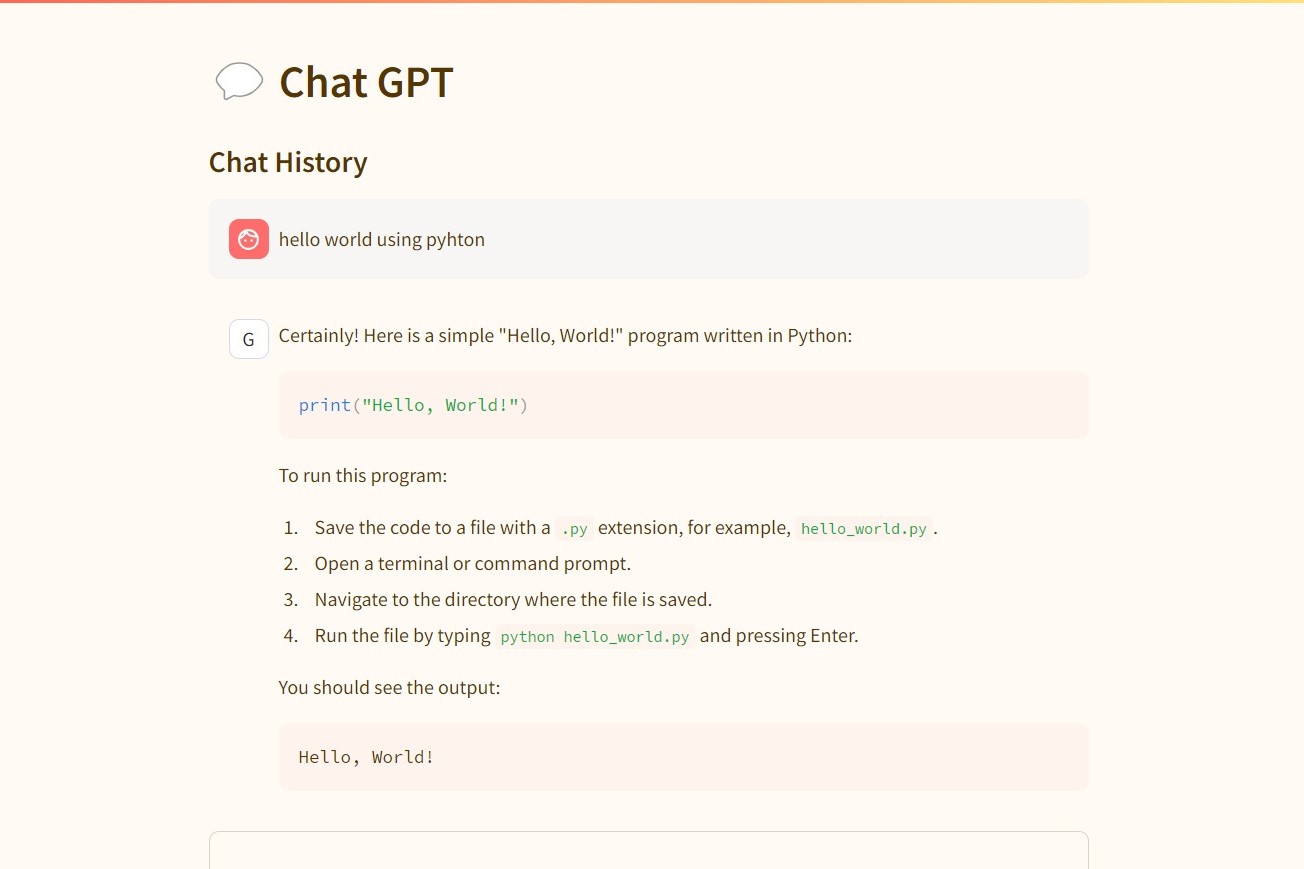 Chat GPT
Chat History
hello world using pyhton
G
Certainly! Here is a simple "Hello, World!" program written in Python:
print("Hello, World!")
To run this program:
1. Save the code to a file with a .py extension, for example, hello_world.py.
2. Open a terminal or command prompt.
3. Navigate to the directory where the file is saved.
4. Run the file by typing python hello_world.py and pressing Enter.
You should see the output:
Hello, World!